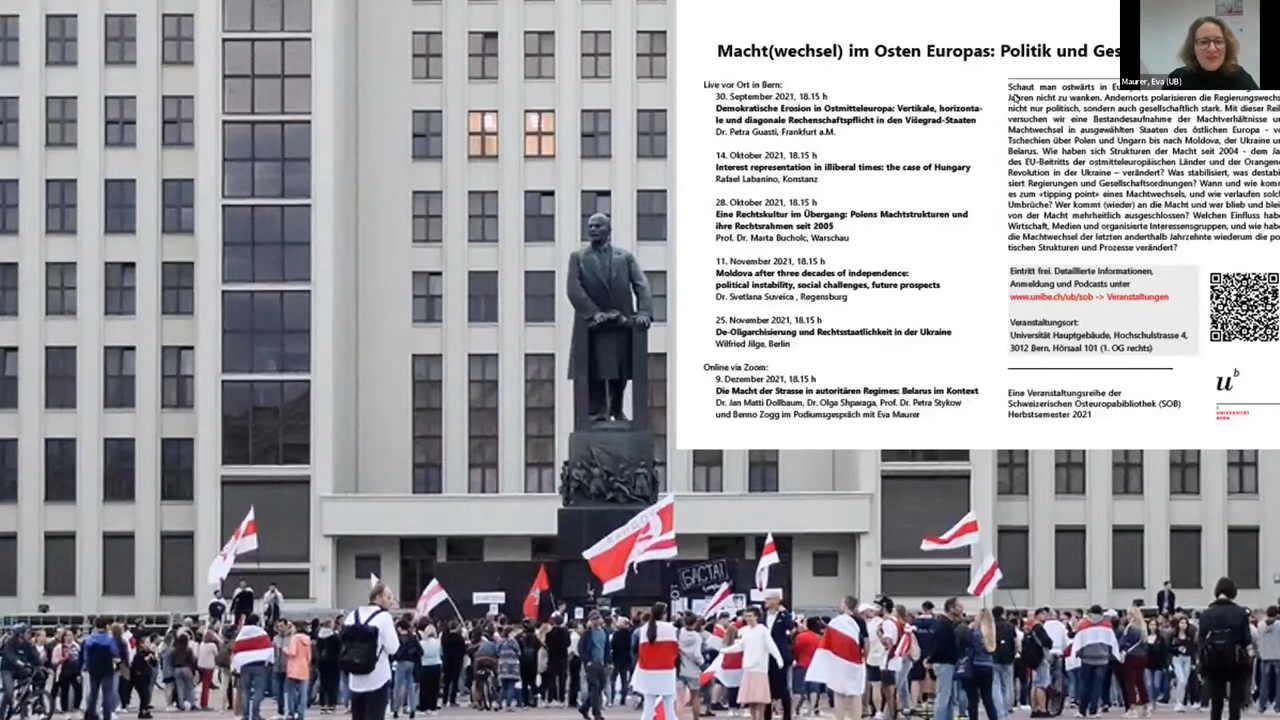 Macht(wechsel) im Osten Europas: Politik und Ges
Maurer, Eva (UB)
Live vor Ort in Bern:
30. September 2021, 18.15 h
Demokratische Erosion in Ostmitteleuropa: Vertikale, horizonta-
le und diagonale Rechenschaftspflicht in den Višegrad-Staaten
Dr. Petra Guasti, Frankfurt a.M.
14. Oktober 2021, 18.15 h
Interest representation in illiberal times: the case of Hungary
Rafael Labanino, Konstanz
28. Oktober 2021, 18.15 h
Eine Rechtskultur im Übergang: Polens Machtstrukturen und
ihre Rechtsrahmen seit 2005
Prof. Dr. Marta Bucholc, Warschau
11. November 2021, 18.15 h
Moldova after three decades of independence:
political instability, social challenges, future prospects
Dr. Svetlana Suveica , Regensburg
25. November 2021, 18.15 h
De-Oligarchisierung und Rechtsstaatlichkeit in der Ukraine
Wilfried Jilge, Berlin
Online via Zoom:
9. Dezember 2021, 18.15 h
Die Macht der Strasse in autoritären Regimes: Belarus im Kontext
Dr. Jan Matti Dollbaum, Dr. Olga Shparaga, Prof. Dr. Petra Stykow
und Benno Zogg im Podiumsgespräch mit Eva Maurer
Schaut man ostwärts in
Jahren nicht zu wanken. Andernorts polarisieren die Regierungswechs
nicht nur politisch, sondern auch gesellschaftlich stark. Mit dieser Reih
versuchen wir eine Bestandesaufnahme der Machtverhältnisse un
Machtwechsel in ausgewählten Staaten des östlichen Europa – v
Tschechien über Polen und Ungarn bis nach Moldova, der Ukraine u
Belarus. Wie haben sich Strukturen der Macht seit 2004 - dem Ja
des EU-Beitritts der ostmitteleuropäischen Länder und der Orangen
Revolution in der Ukraine – verändert? Was stabilisiert, was destabi
siert Regierungen und Gesellschaftsordnungen? Wann und wie kom
es zum «tipping point» eines Machtwechsels, und wie verlaufen solc
Umbrüche? Wer kommt (wieder) an die Macht und wer blieb und blei
von der Macht mehrheitlich ausgeschlossen? Welchen Einfluss hab
Wirtschaft, Medien und organisierte Interessensgruppen, und wie hab
die Machtwechsel der letzten anderthalb Jahrzehnte wiederum die po
tischen Strukturen und Prozesse verändert?
Eintritt frei. Detaillierte Informationen,
Anmeldung und Podcasts unter
www.unibe.ch/ub/sob -> Veranstaltungen
Veranstaltungsort:
Universität Hauptgebäude, Hochschulstrasse 4,
3012 Bern, Hörsaal 101 (1. OG rechts)
Eine Veranstaltungsreihe der
Schweizerischen Osteuropabibliothek (SOB)
Herbstsemester 2021
u b
UNIVERSITÄT
BERN
БАСТА!